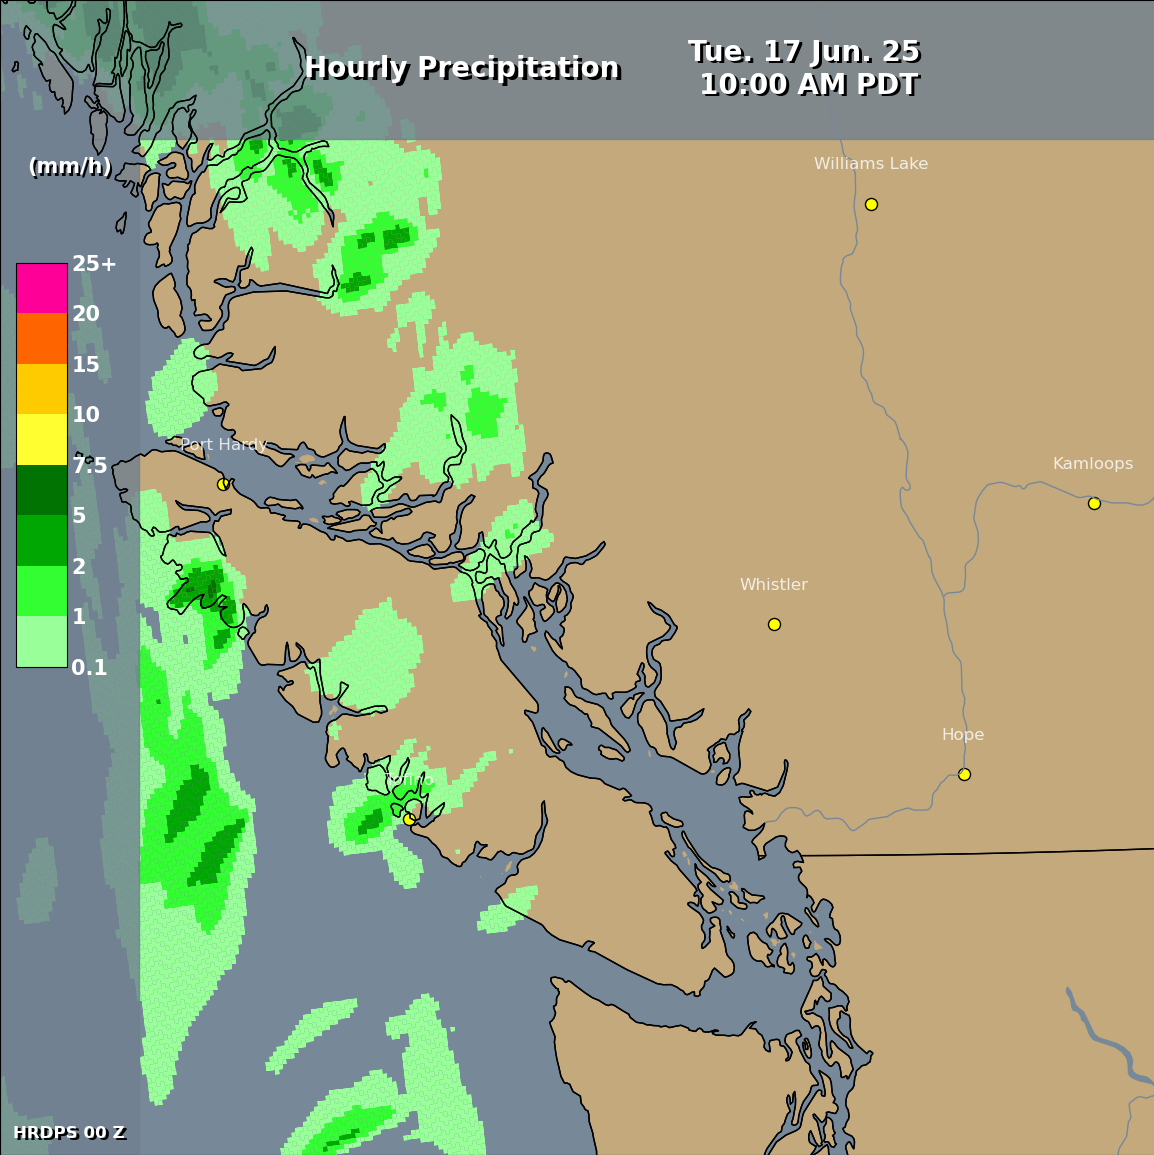 Hourly Precipitation
Tue. 17 Jun. 25
10:00 AM PDT
(mm/h)
25+
20
15
10
7.5
5
2
1
0.1
Williams Lake
Port Hardy
Kamloops
Whistler
Hope
Tofino
HRDPS 00 Z